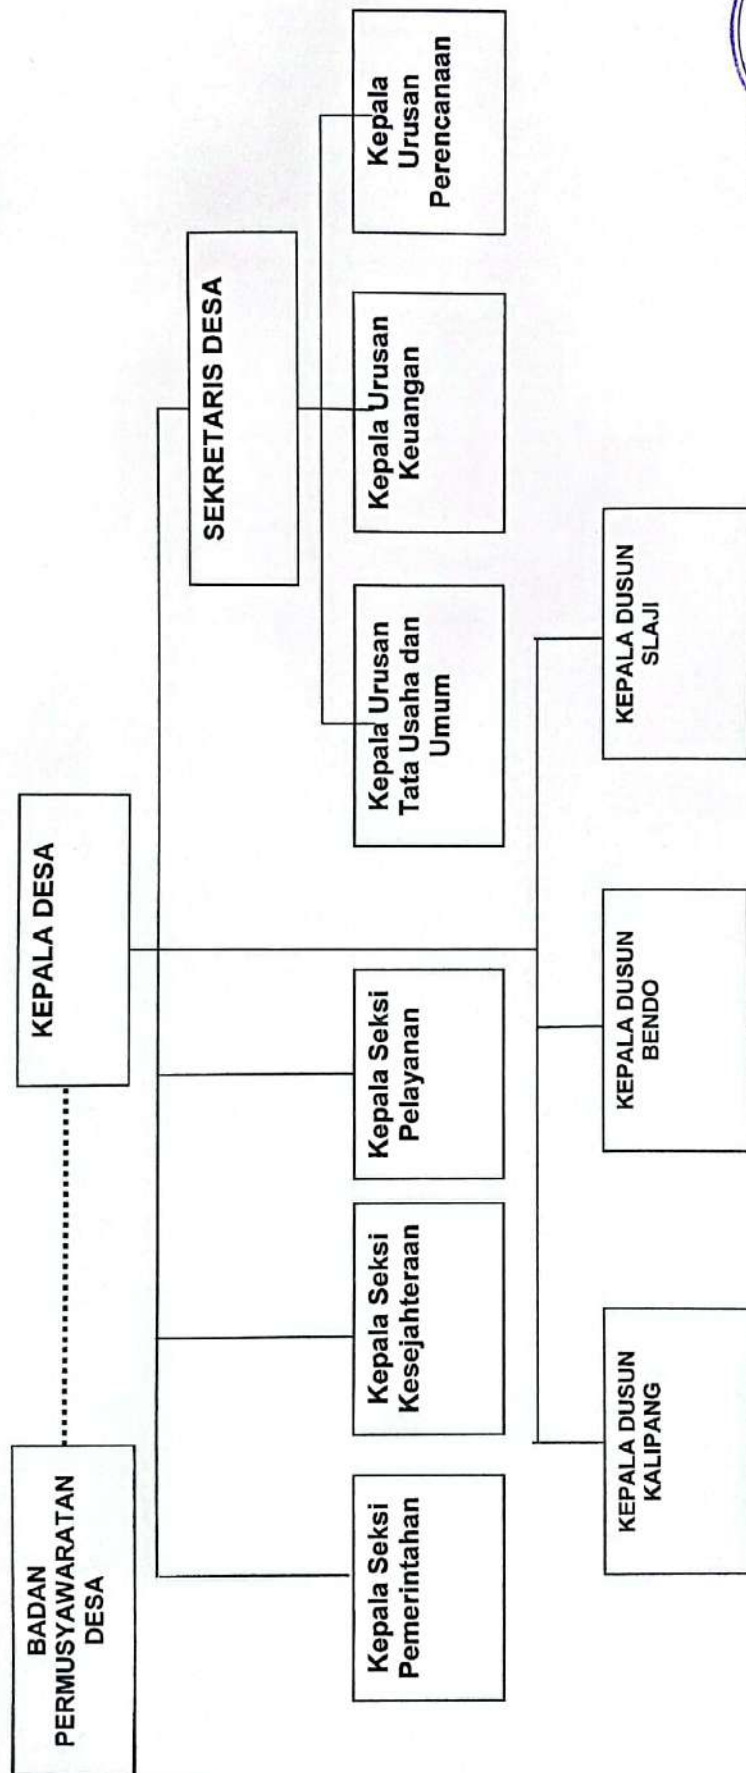 BADAN
PERMUSYAWARATAN
DESA
KEPALA DESA
SEKRETARIS DESA
Kepala Seksi
Pemerintahan
Kepala Seksi
Kesejahteraan
Kepala Seksi
Pelayanan
Kepala Urusan
Tata Usaha dan
Umum
Kepala Urusan
Keuangan
Kepala
Urusan
Perencanaan
KEPALA DUSUN
KALIPANG
KEPALA DUSUN
BENDO
KEPALA DUSUN
SLAJI